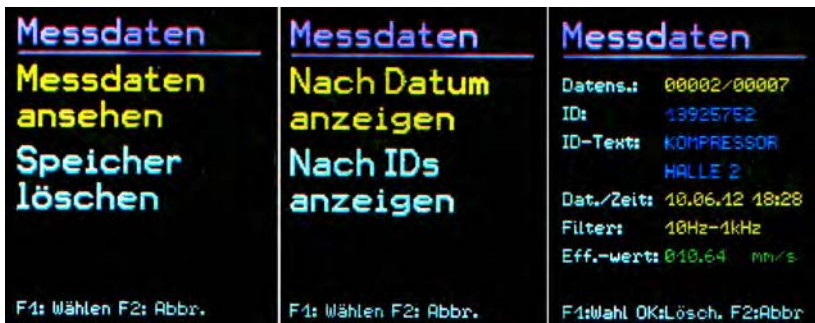 Messdaten
Messdaten
ansehen
Speicher
löschen
F1: Wählen F2: Abbr.
Messdaten
Nach Datum
anzeigen
Nach IDs
anzeigen
F1: Wählen F2: Abbr.
Messdaten
Datens.: 00002/00007
ID: 13925752
ID-Text: KOMPRESSOR
HALLE 2
Dat./Zeit: 10.06.12 18:28
Filter: 10Hz-1kHz
Eff.-wert: 010.64 mm/s
F1:Wahl OK:Lösch. F2:Abbr